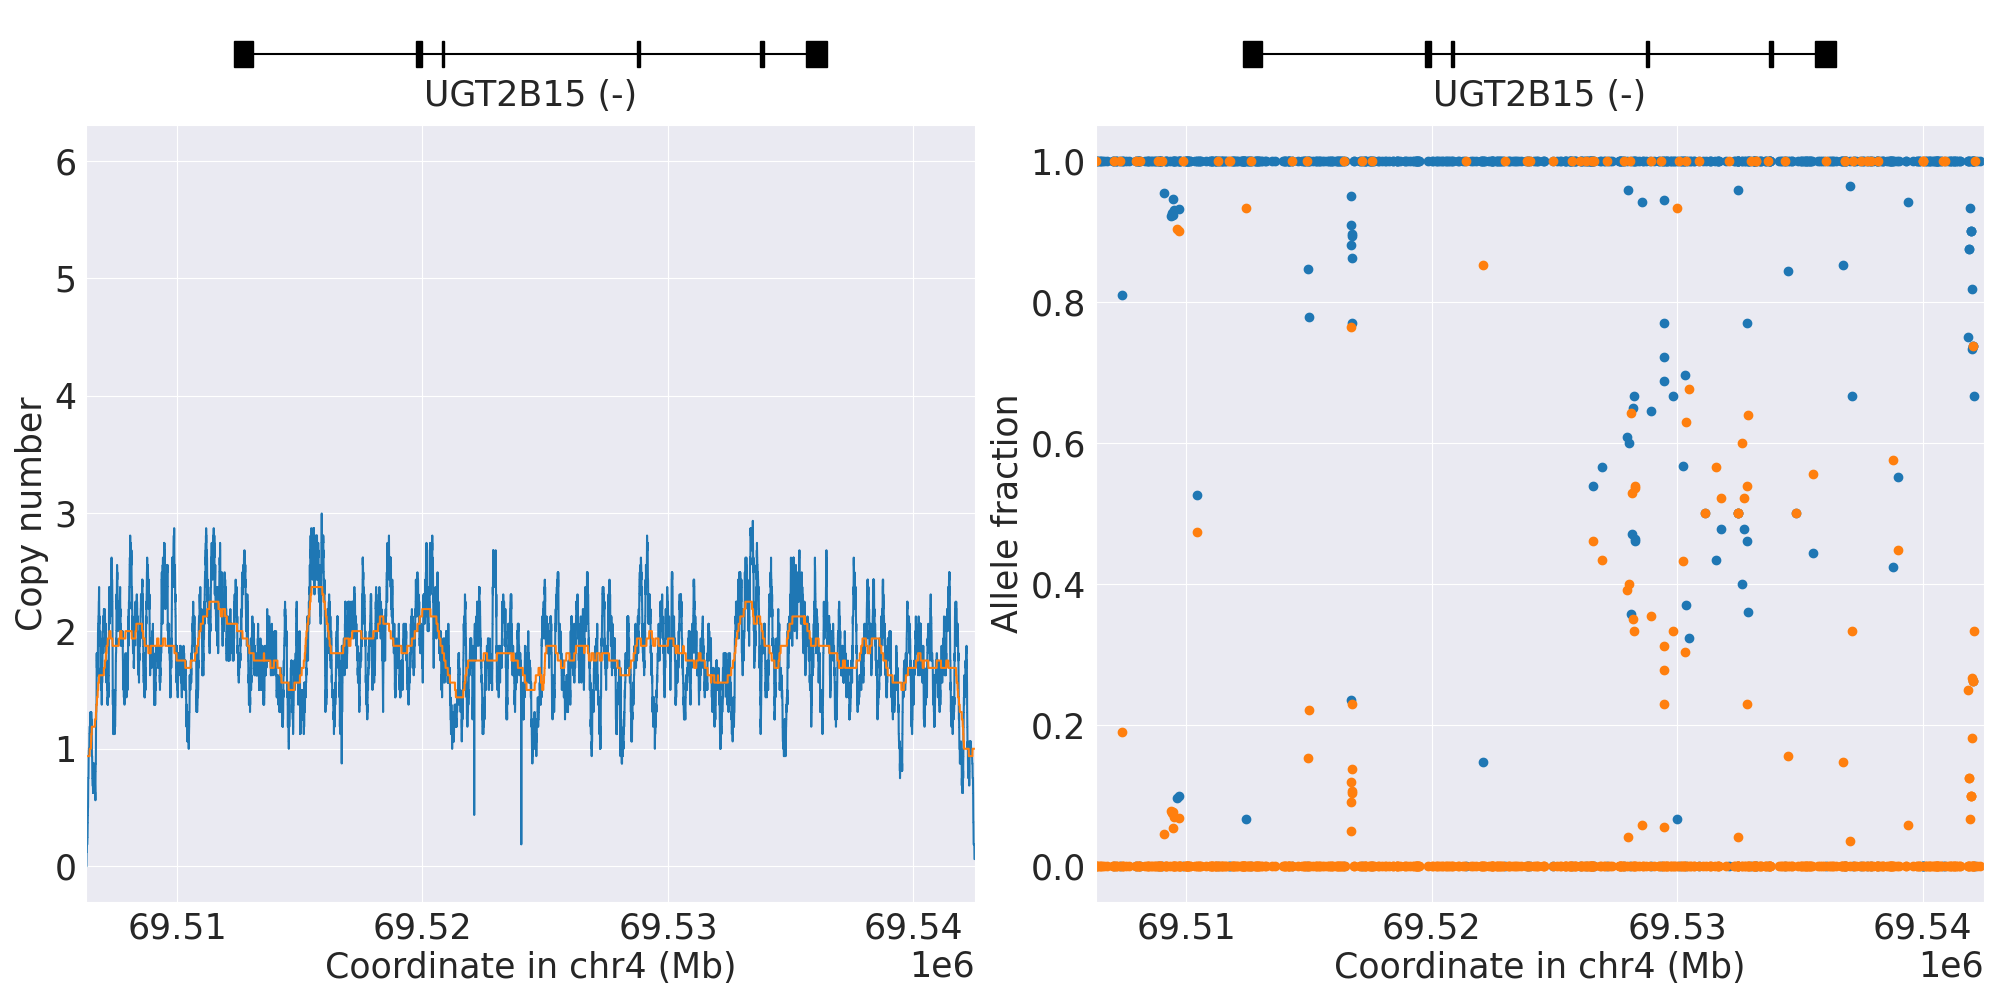 UGT2B15 (-)
UGT2B15 (-)
Copy number
6
5
4
3
2
1
0
69.51
69.52
69.53
69.54
Coordinate in chr4 (Mb)
1e6
Allele fraction
1.0
0.8
0.6
0.4
0.2
0.0
69.51
69.52
69.53
69.54
Coordinate in chr4 (Mb)
1e6